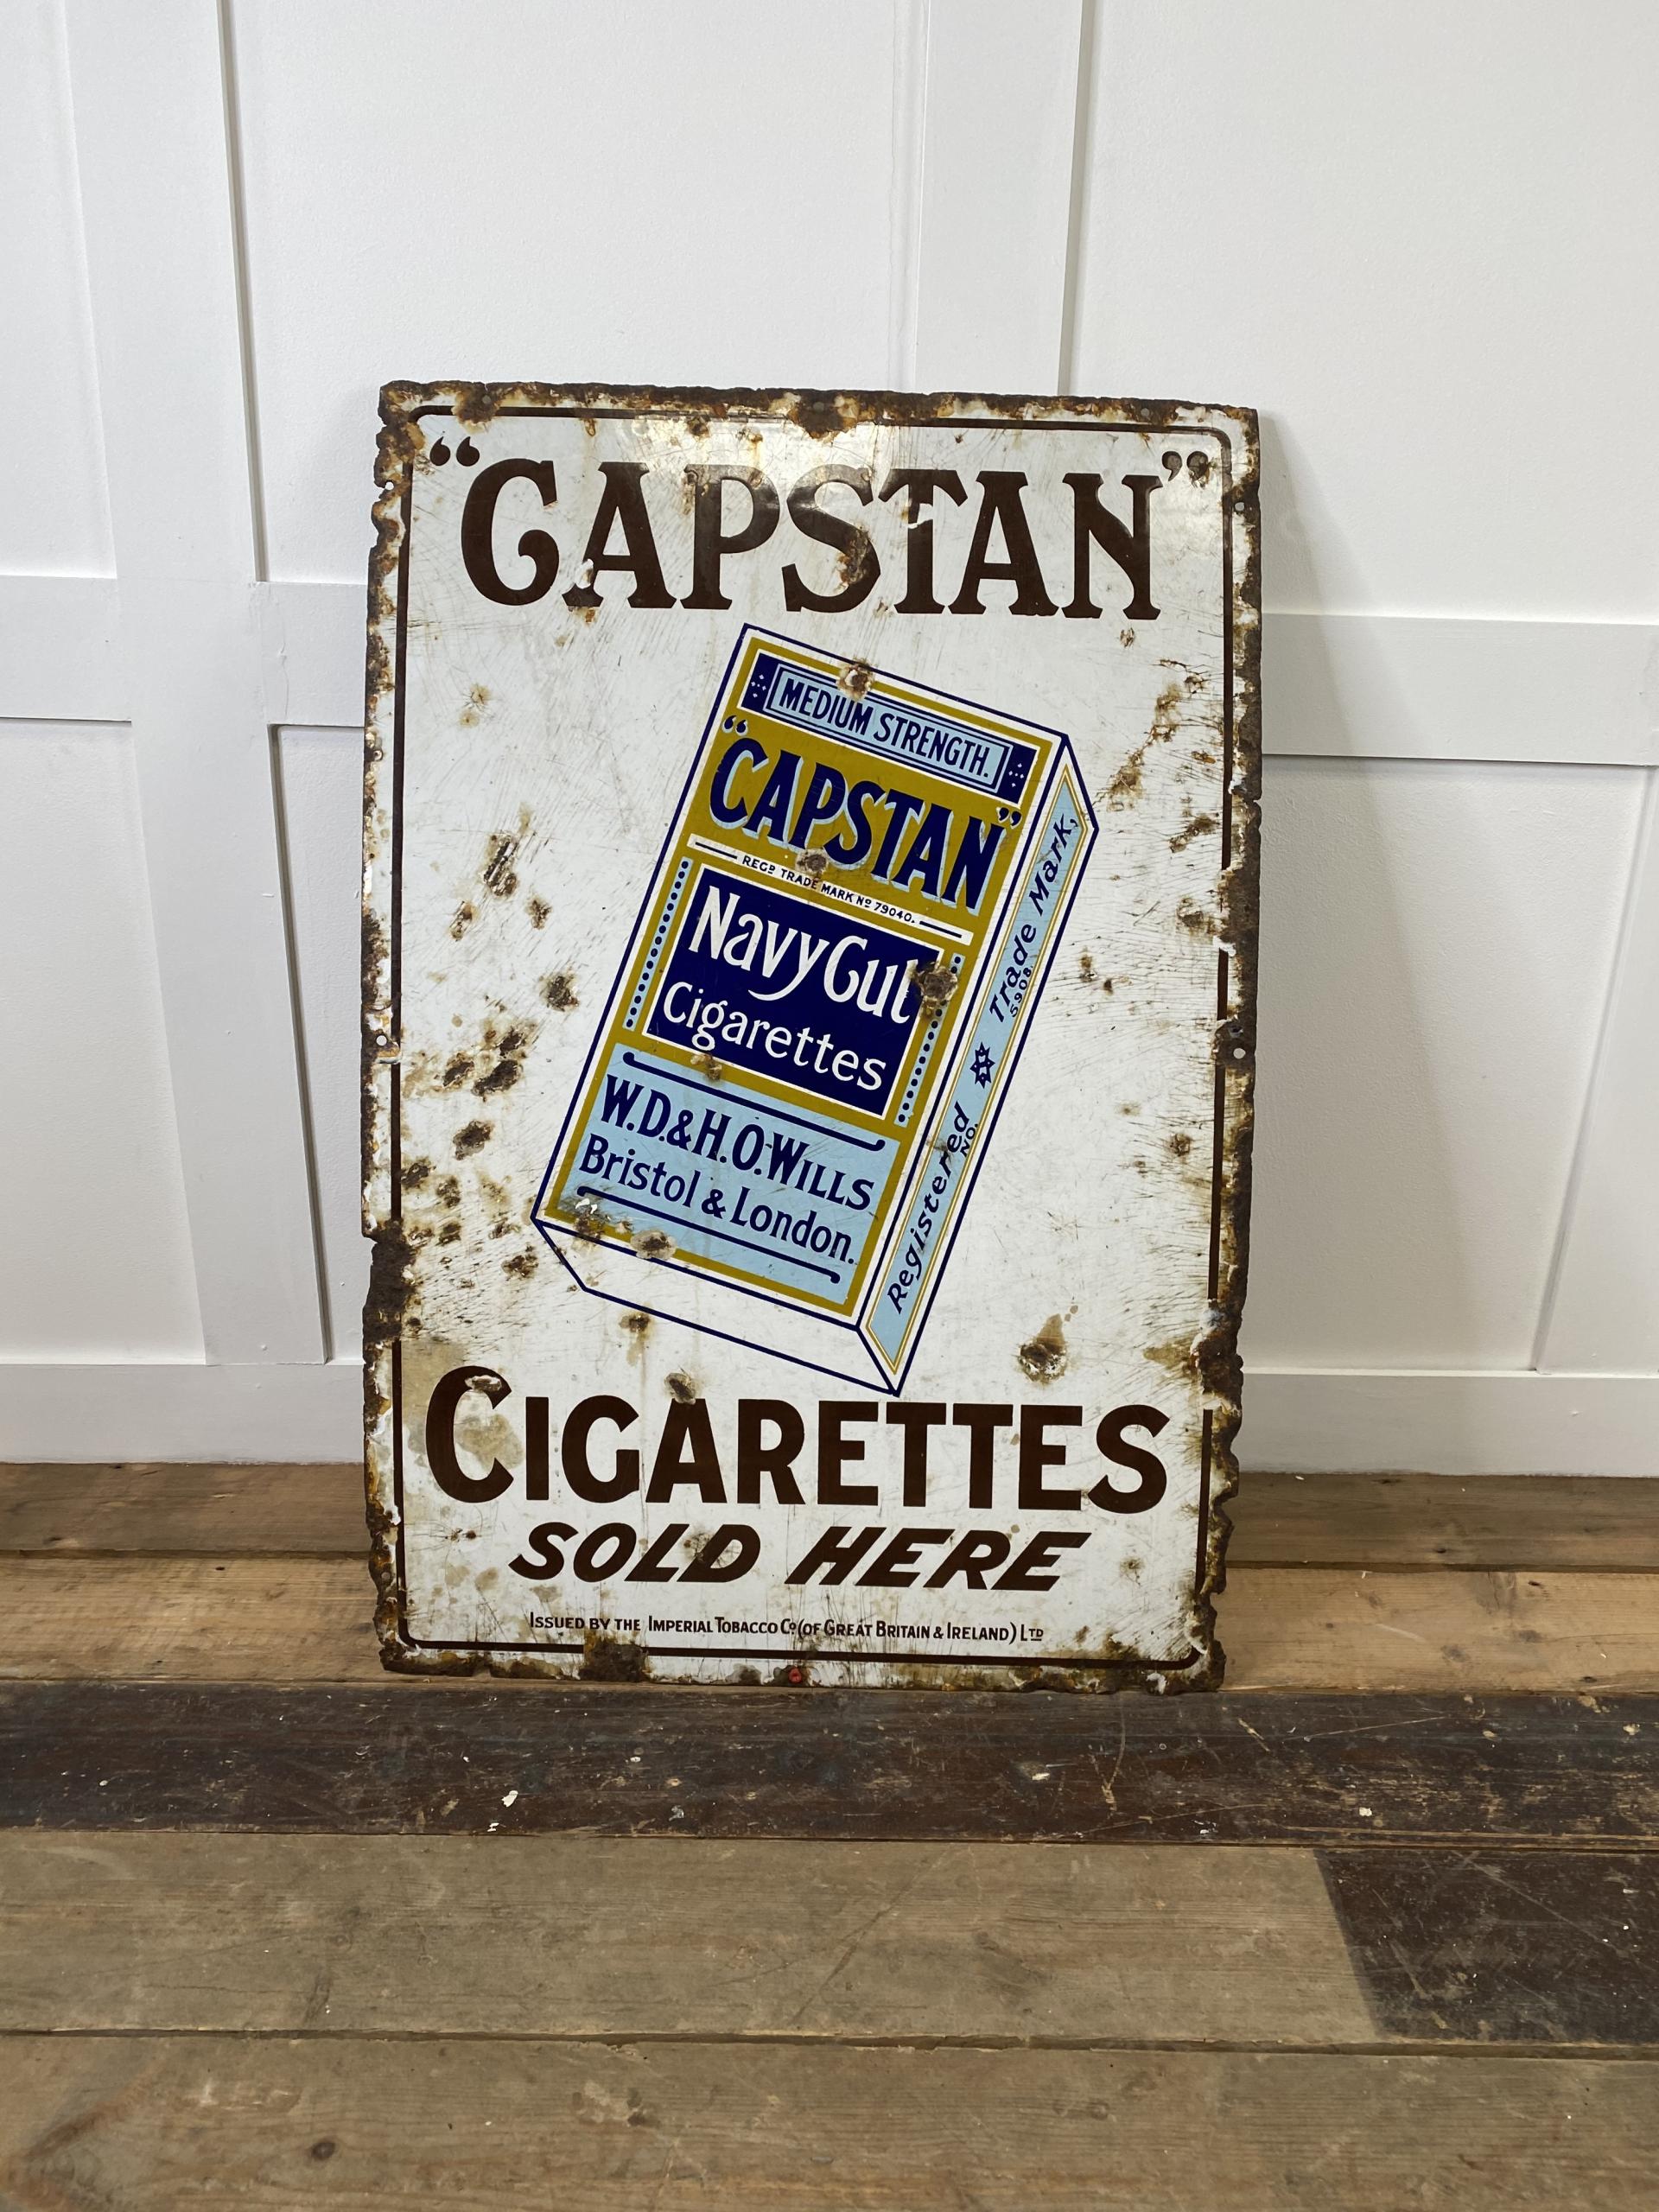 “CAPSTAN”
MEDIUM STRENGTH.
“CAPSTAN”
REGD TRADE MARK No 79040.
Navy Cut
Cigarettes
W.D.& H.O. WILLS
Bristol & London.
Registered Trade Mark,
NO. 5908.
CIGARETTES
SOLD HERE
ISSUED BY THE IMPERIAL TOBACCO Co (OF GREAT BRITAIN & IRELAND) LTD